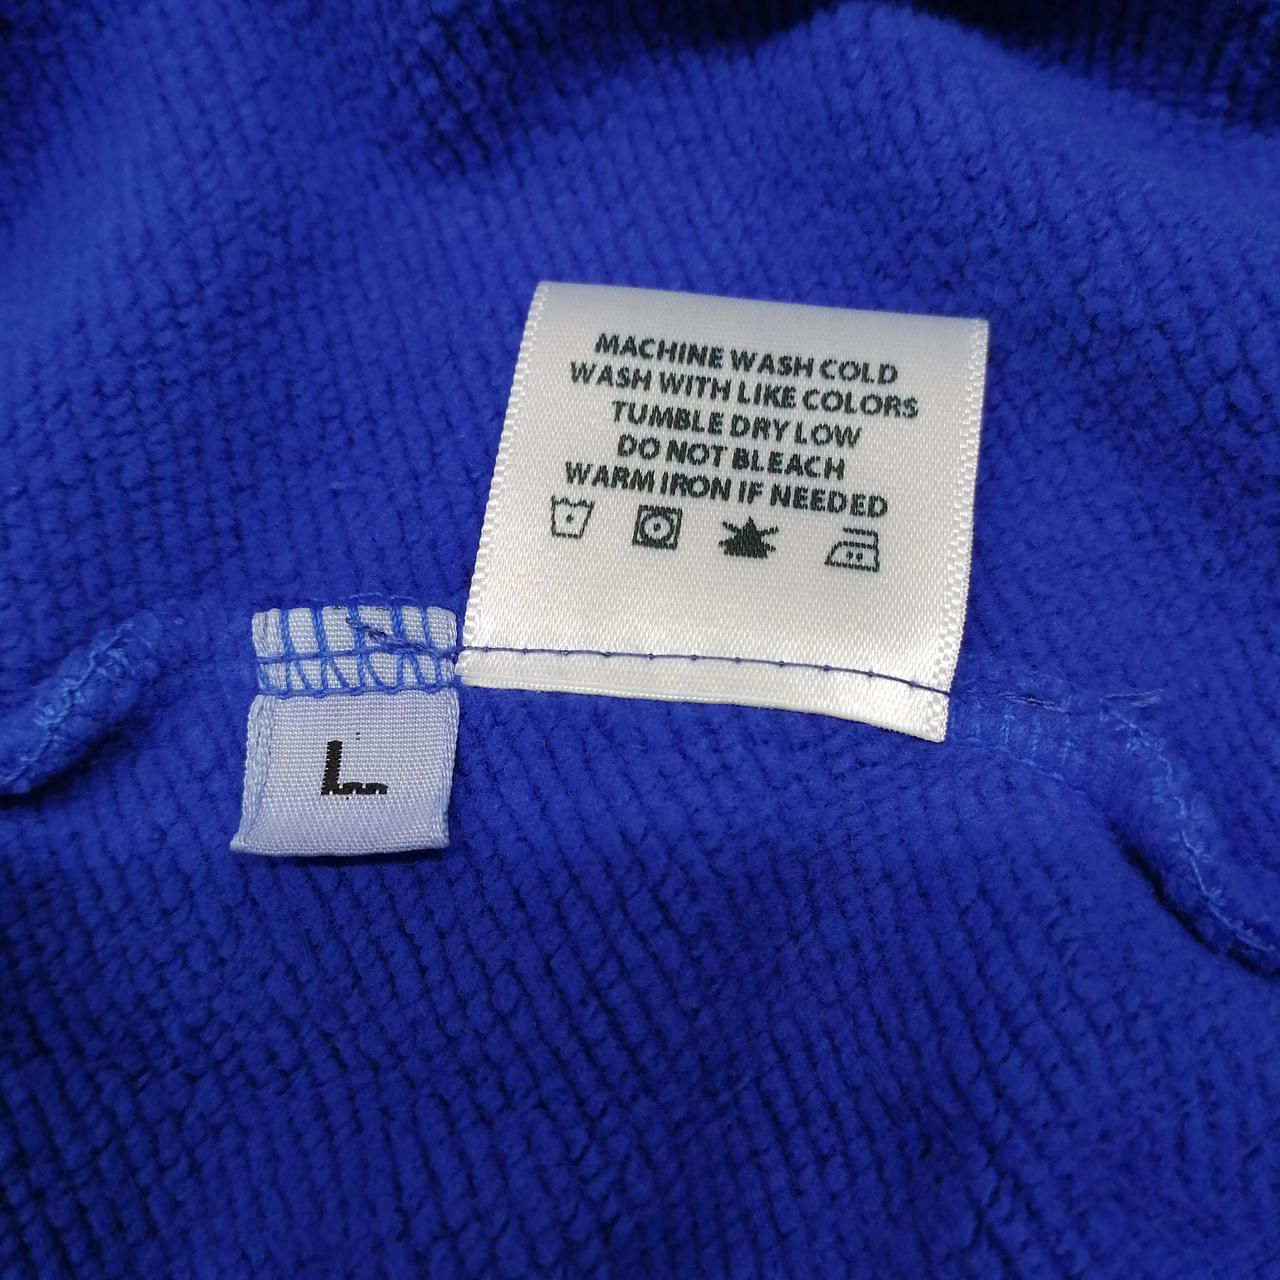 MACHINE WASH COLD
WASH WITH LIKE COLORS
TUMBLE DRY LOW
DO NOT BLEACH
WARM IRON IF NEEDED
L